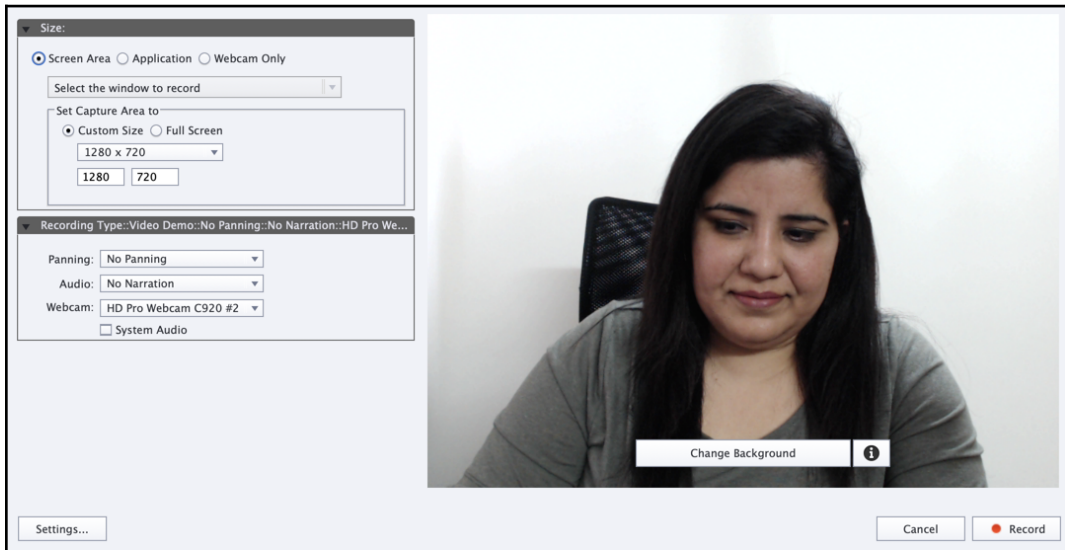 Size:
Screen Area Application Webcam Only
Select the window to record
Set Capture Area to
Custom Size Full Screen
1280 x 720
1280 720
Recording Type::Video Demo::No Panning::No Narration::HD Pro We...
Panning: No Panning
Audio: No Narration
Webcam: HD Pro Webcam C920 #2
System Audio
Change Background
Settings...
Cancel Record